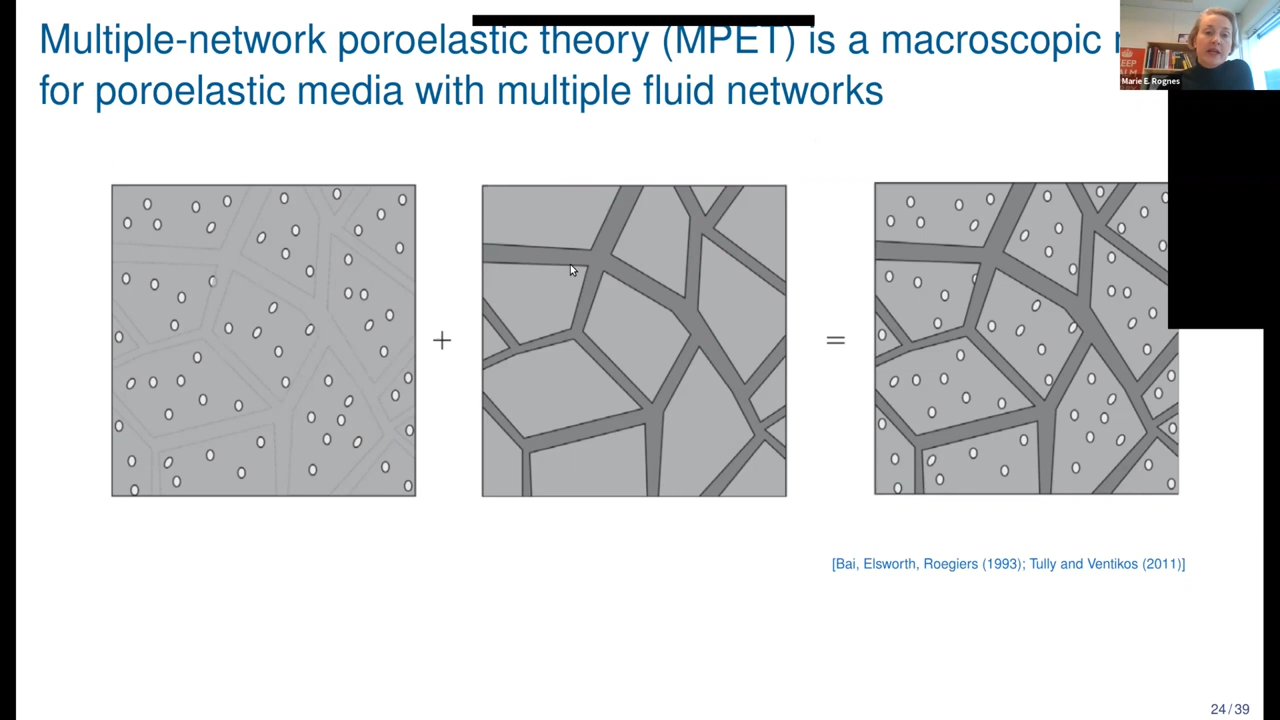 Multiple-network poroelastic theory (MPET) is a macroscopic
for poroelastic media with multiple fluid networks
KEEP
Marie E. Rognes
+
=
[Bai, Elsworth, Roegiers (1993); Tully and Ventikos (2011)]
24 / 39